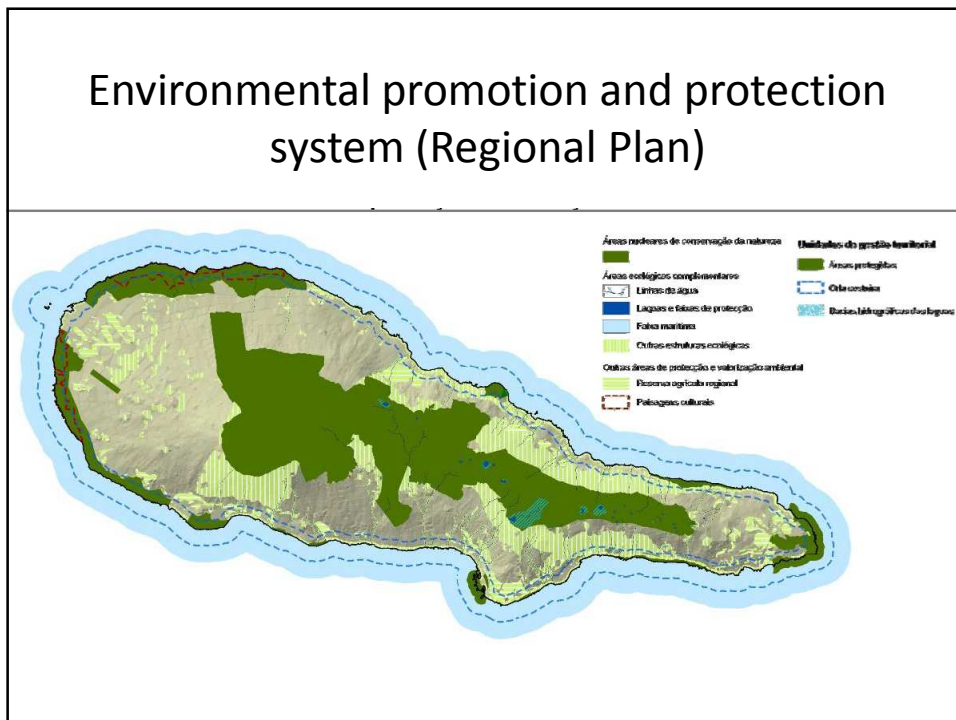 Environmental promotion and protection
system (Regional Plan)
Áreas nucleares de conservação da natureza
Áreas ecológicas complementares
Linhas de água
Lagoas e faixas de protecção
Faixa marítima
Outras estruturas ecológicas
Outras áreas de protecção e valorização ambiental
Reserva agrícola regional
Paisagens culturais
Unidades de gestão territorial
Áreas protegidas
Orla costeira
Bacias hidrográficas das lagoas